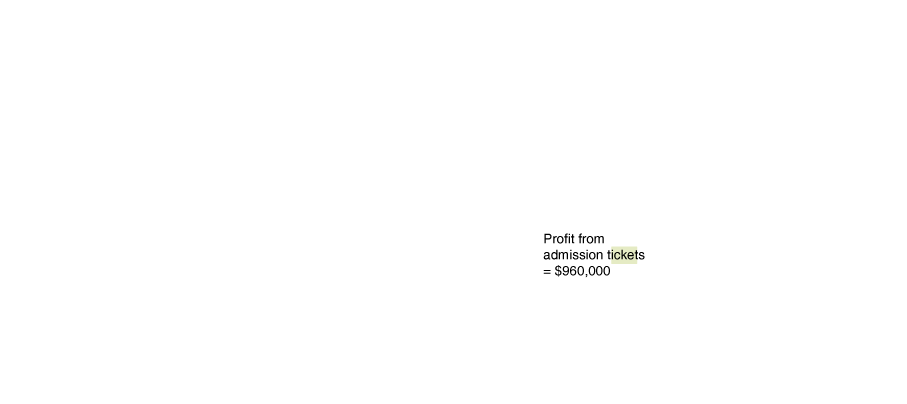 Profit from
admission tickets
= $960,000